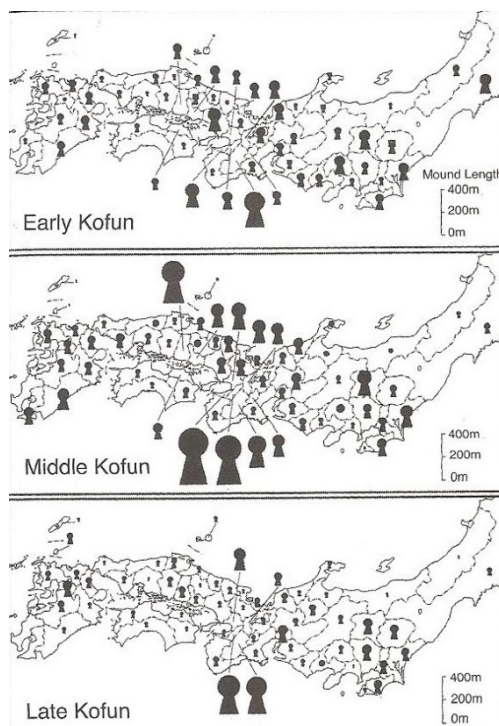 Mound Length
400m
200m
0m
Early Kofun
400m
200m
0m
Middle Kofun
400m
200m
0m
Late Kofun